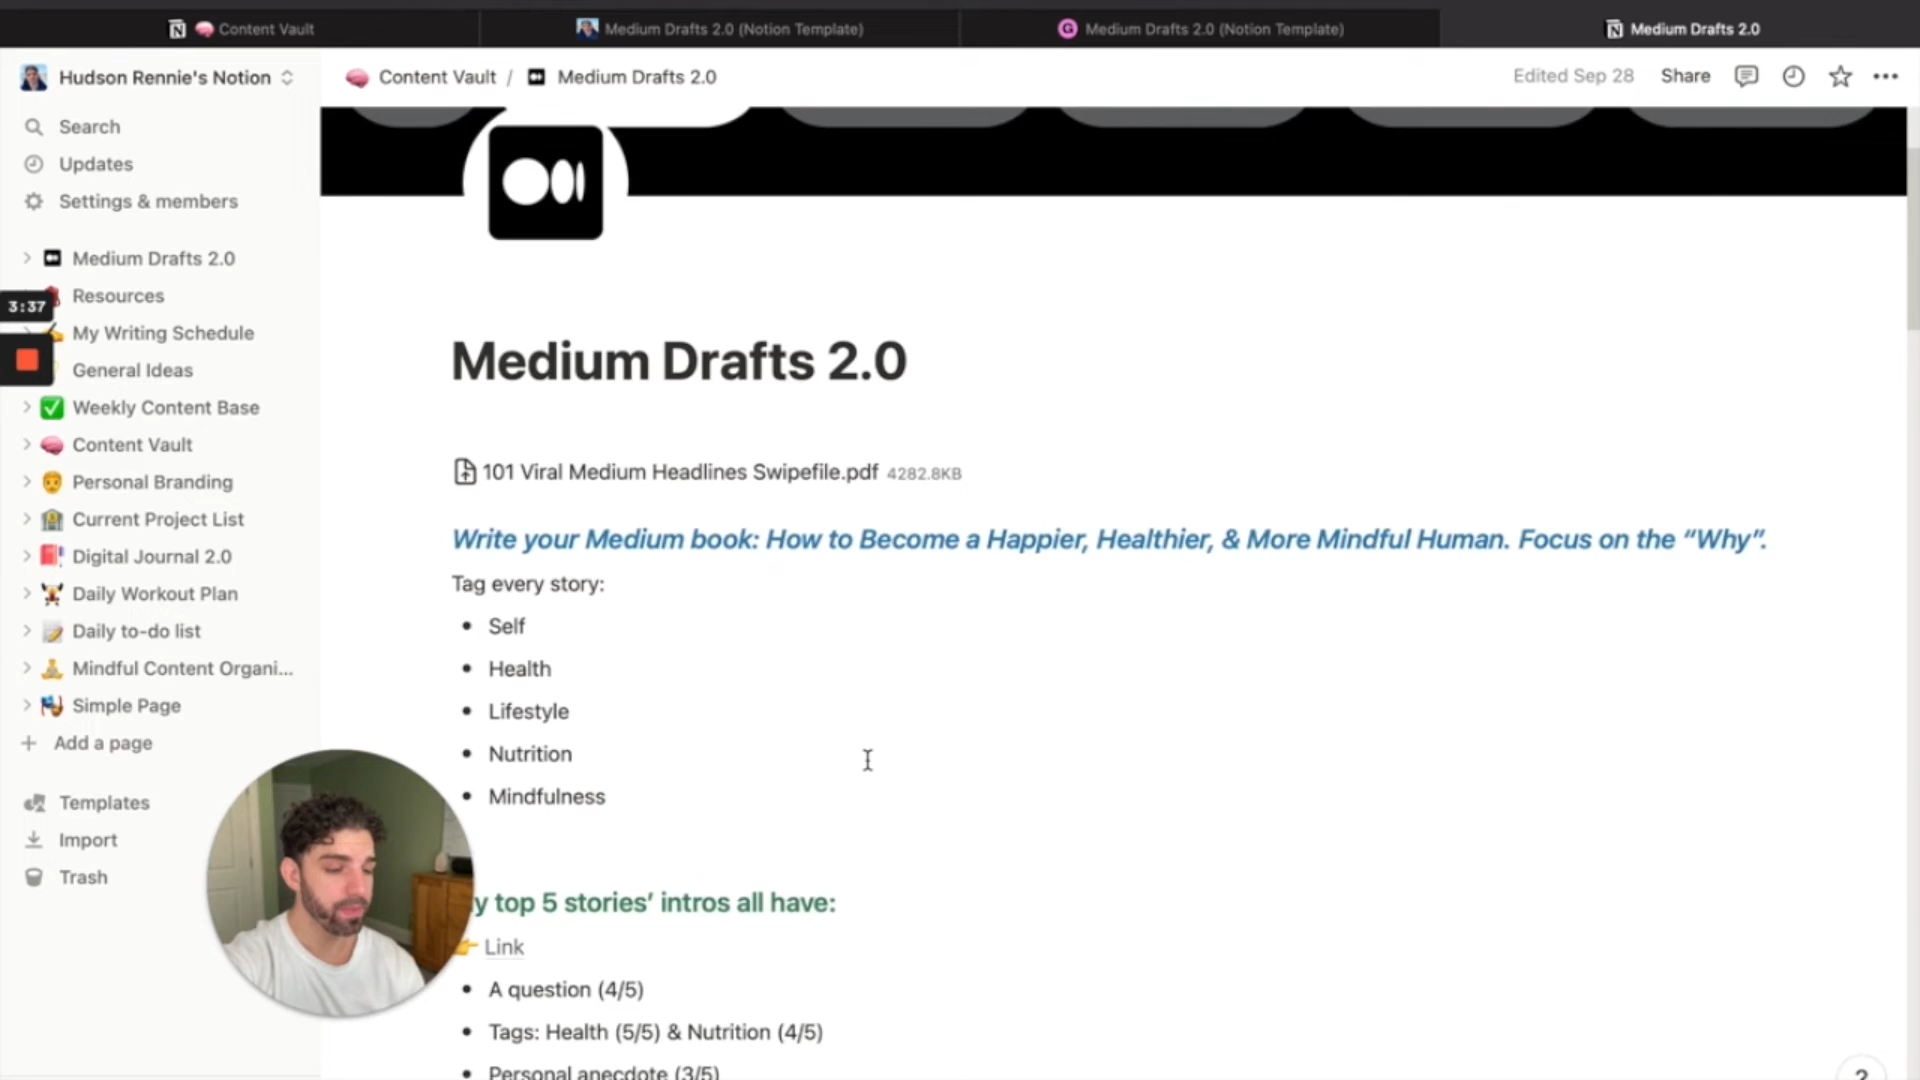 Content Vault
Medium Drafts 2.0 (Notion Template)
Medium Drafts 2.0 (Notion Template)
Medium Drafts 2.0
Hudson Rennie's Notion
Content Vault / Medium Drafts 2.0
Edited Sep 28
Share
Search
Updates
Settings & members
Medium Drafts 2.0
Resources
3:37
My Writing Schedule
General Ideas
Weekly Content Base
Content Vault
Personal Branding
Current Project List
Digital Journal 2.0
Daily Workout Plan
Daily to-do list
Mindful Content Organi...
Simple Page
Add a page
Templates
Import
Trash
Medium Drafts 2.0
101 Viral Medium Headlines Swipefile.pdf 4282.8KB
Write your Medium book: How to Become a Happier, Healthier, & More Mindful Human. Focus on the “Why”.
Tag every story:
• Self
• Health
• Lifestyle
• Nutrition
• Mindfulness
y top 5 stories’ intros all have:
Link
• A question (4/5)
• Tags: Health (5/5) & Nutrition (4/5)
• Personal anecdote (3/5)
?